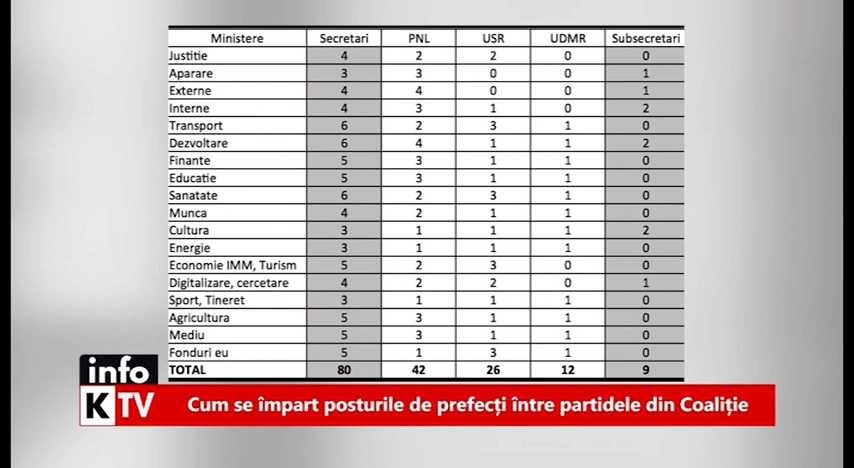 Ministere Secretari PNL USR UDMR Subsecretari
Justitie 4 2 2 0 0
Aparare 3 3 0 0 1
Externe 4 4 0 0 1
Interne 4 3 1 0 2
Transport 6 2 3 1 0
Dezvoltare 6 4 1 1 2
Finante 5 3 1 1 0
Educatie 5 3 1 1 0
Sanatate 6 2 3 1 0
Munca 4 2 1 1 0
Cultura 3 1 1 1 2
Energie 3 1 1 1 0
Economie IMM, Turism 5 2 3 0 0
Digitalizare, cercetare 4 2 2 0 1
Sport, Tineret 3 1 1 1 0
Agricultura 5 3 1 1 0
Mediu 5 3 1 1 0
Fonduri eu 5 1 3 1 0
TOTAL 80 42 26 12 9
info
K TV
Cum se împart posturile de prefecți între partidele din Coaliție